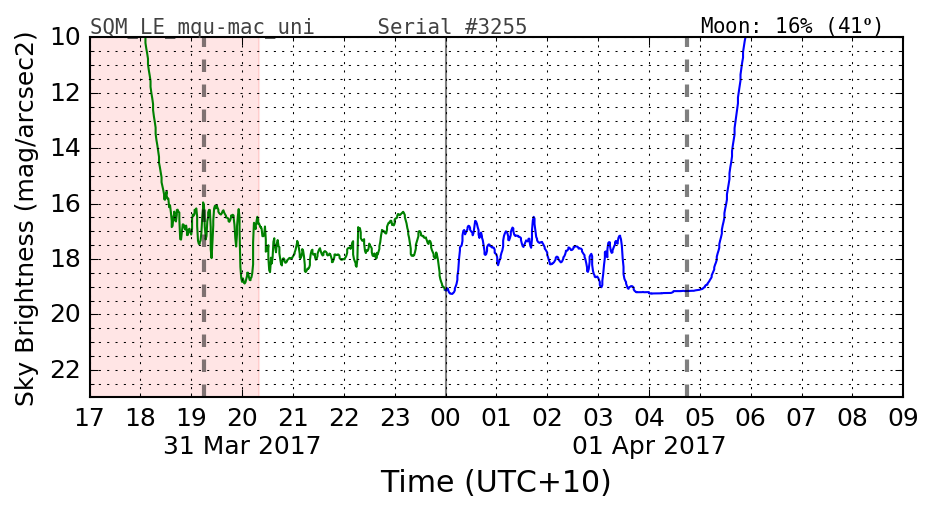 SQM_LE_mqu-mac_uni Serial #3255 Moon: 16% (41°)
Sky Brightness (mag/arcsec2)
10
12
14
16
18
20
22
17 18 19 20 21 22 23 00 01 02 03 04 05 06 07 08 09
31 Mar 2017 01 Apr 2017
Time (UTC+10)